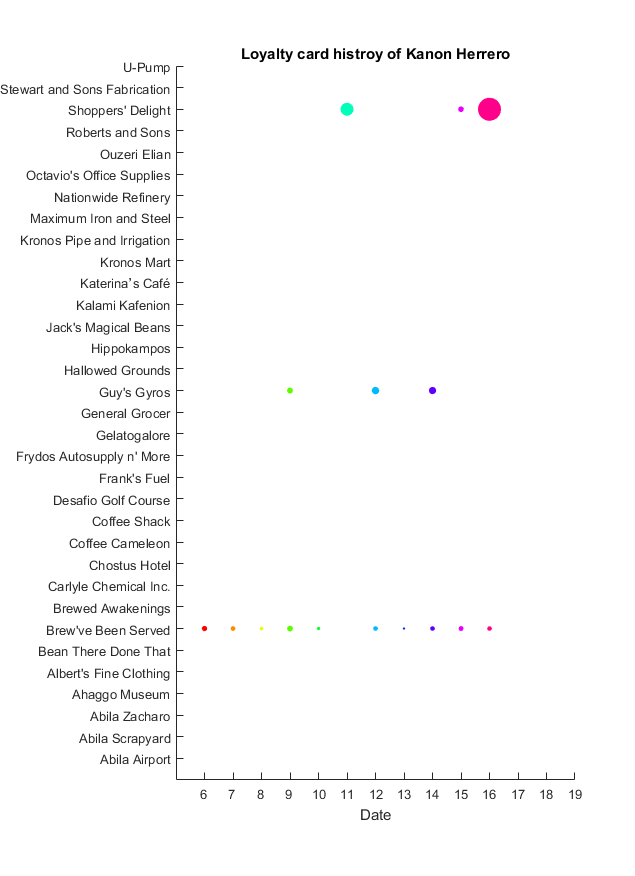 Loyalty card histroy of Kanon Herrero
U-Pump
Stewart and Sons Fabrication
Shoppers' Delight
Roberts and Sons
Ouzeri Elian
Octavio's Office Supplies
Nationwide Refinery
Maximum Iron and Steel
Kronos Pipe and Irrigation
Kronos Mart
Katerina’s Café
Kalami Kafenion
Jack's Magical Beans
Hippokampos
Hallowed Grounds
Guy's Gyros
General Grocer
Gelatogalore
Frydos Autosupply n' More
Frank's Fuel
Desafio Golf Course
Coffee Shack
Coffee Cameleon
Chostus Hotel
Carlyle Chemical Inc.
Brewed Awakenings
Brew've Been Served
Bean There Done That
Albert's Fine Clothing
Ahaggo Museum
Abila Zacharo
Abila Scrapyard
Abila Airport
6 7 8 9 10 11 12 13 14 15 16 17 18 19
Date